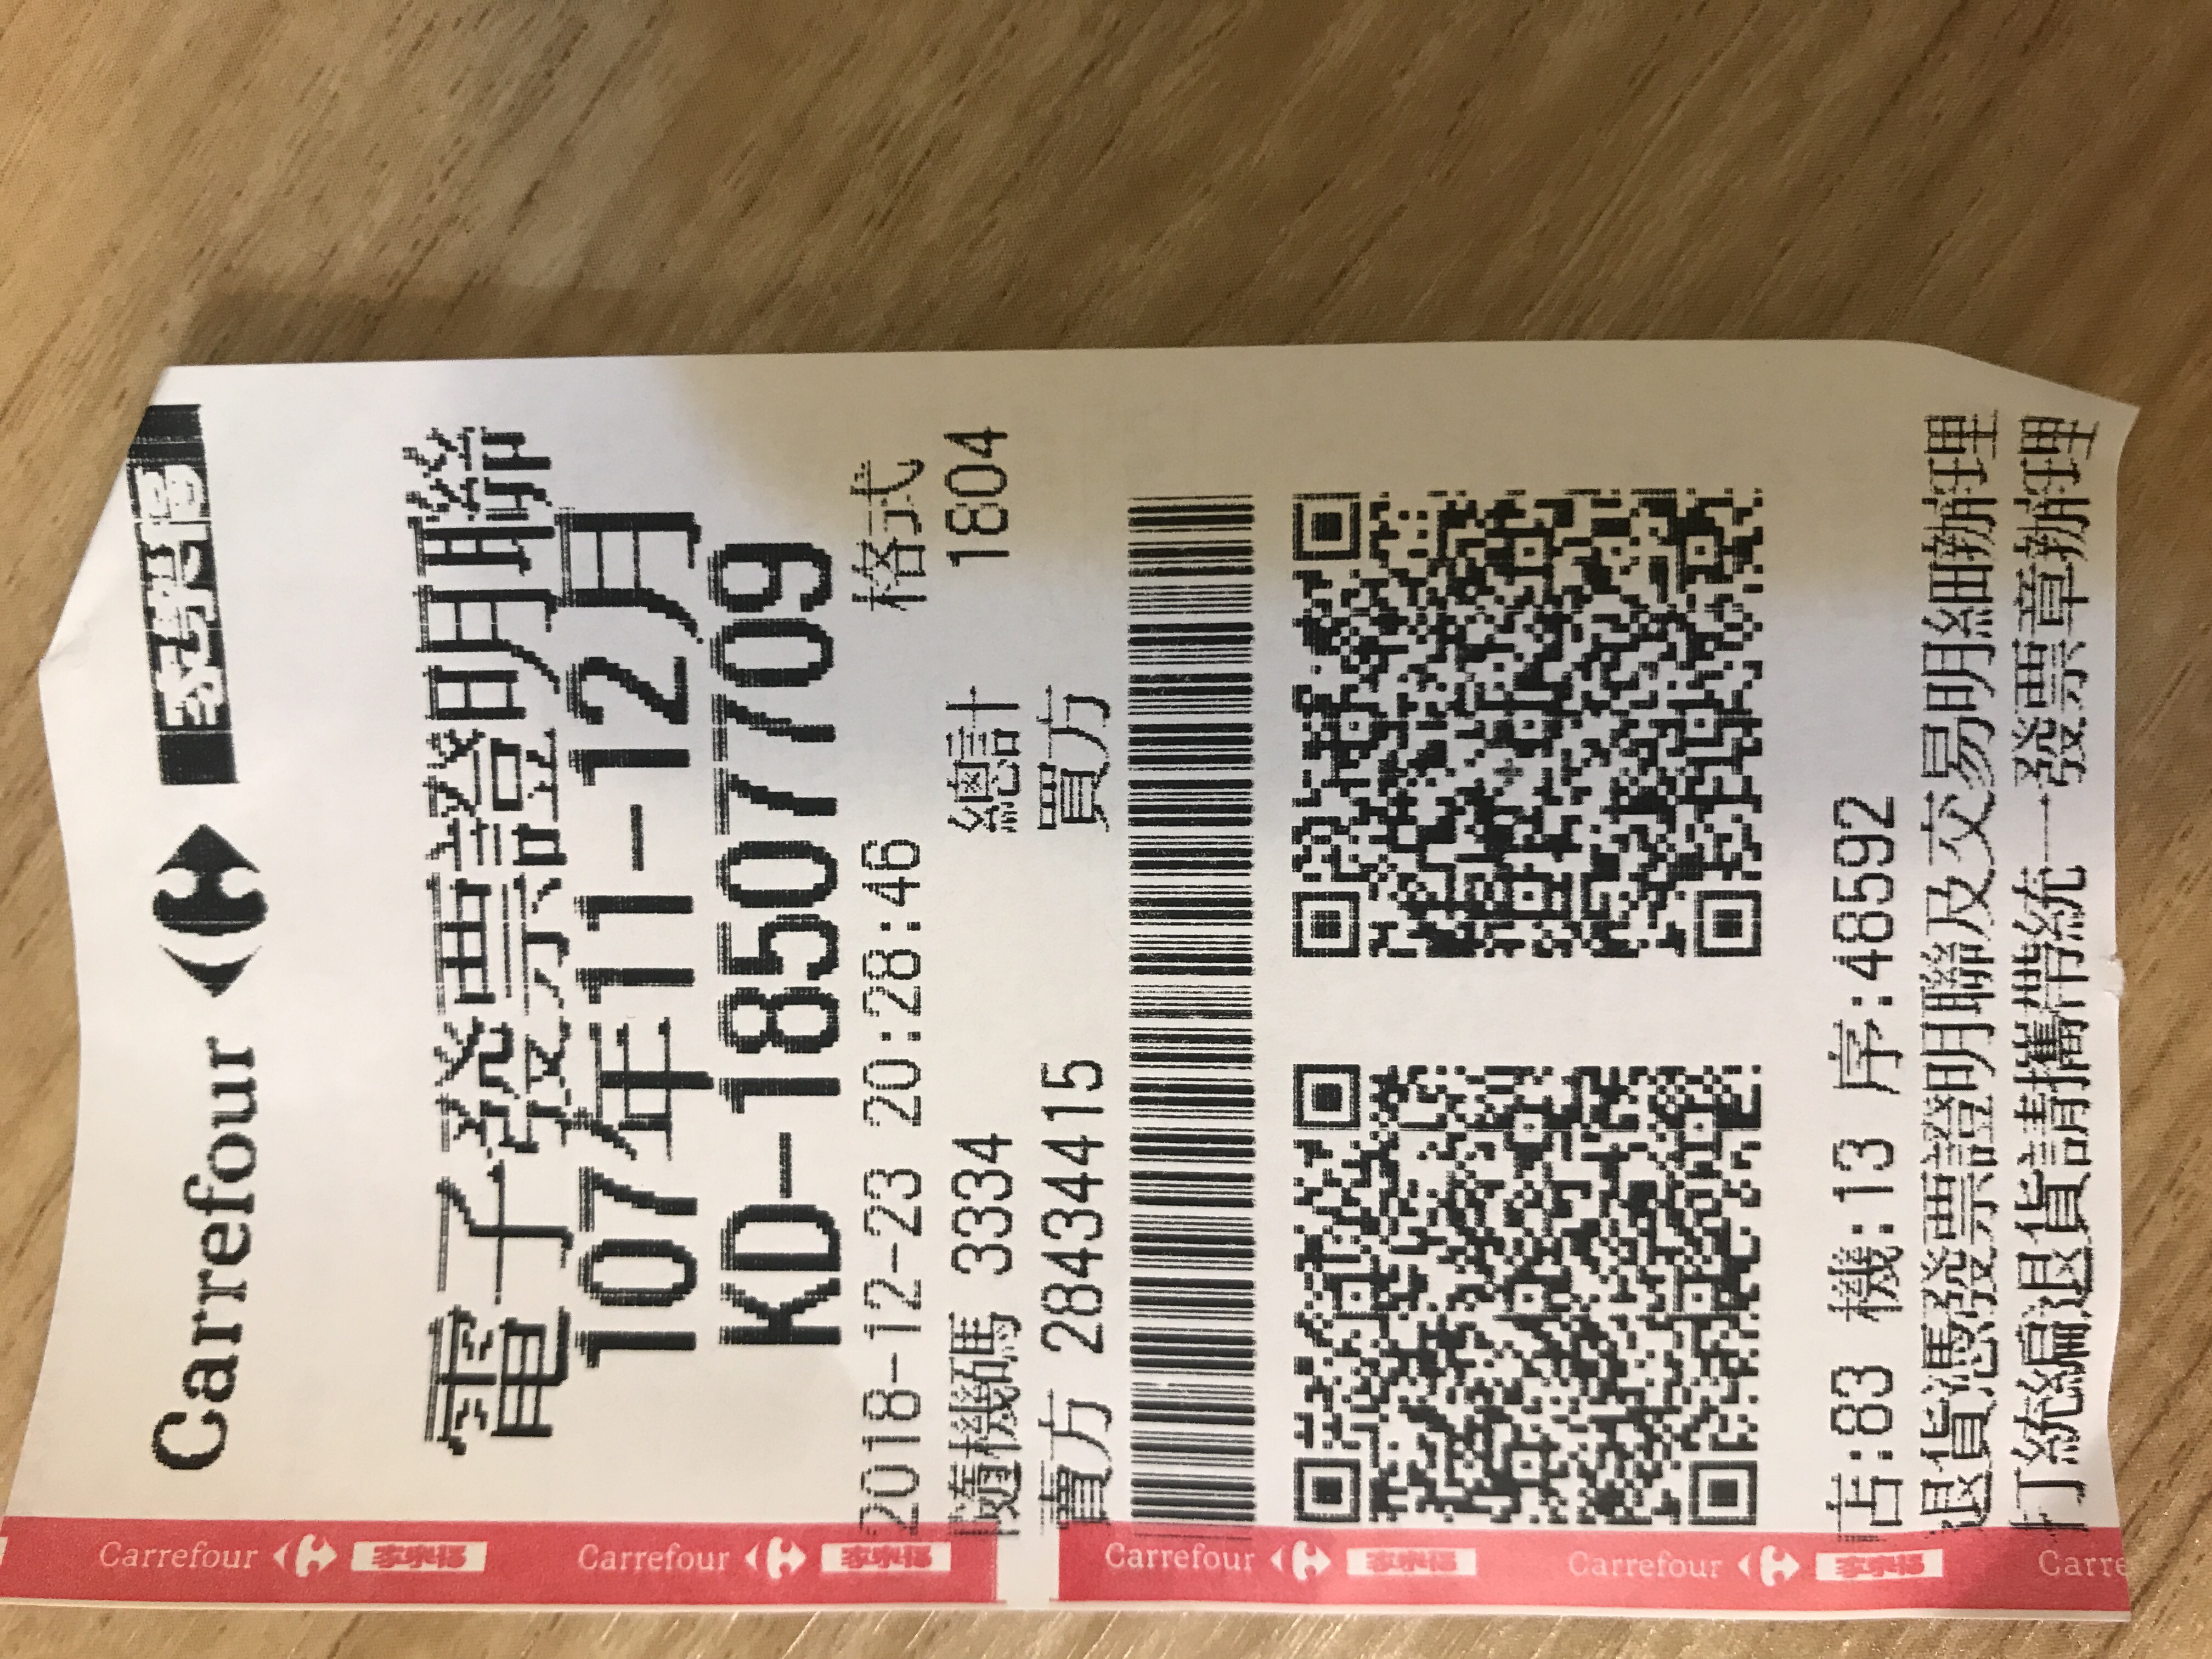 Carrefour 家樂福
電子發票證明聯
107年11-12月
KD-18507709
2018-12-23 20:28:46 格式
隨機碼 3334 總計 1804
賣方 28434415 買方
店:83 機:13 序:48592
退貨憑發票證明聯及交易明細辦理
打統編退貨請攜帶統一發票章辦理
Carrefour 家樂福
Carrefour 家樂福
Carrefour 家樂福
Carrefour 家樂福
Carre